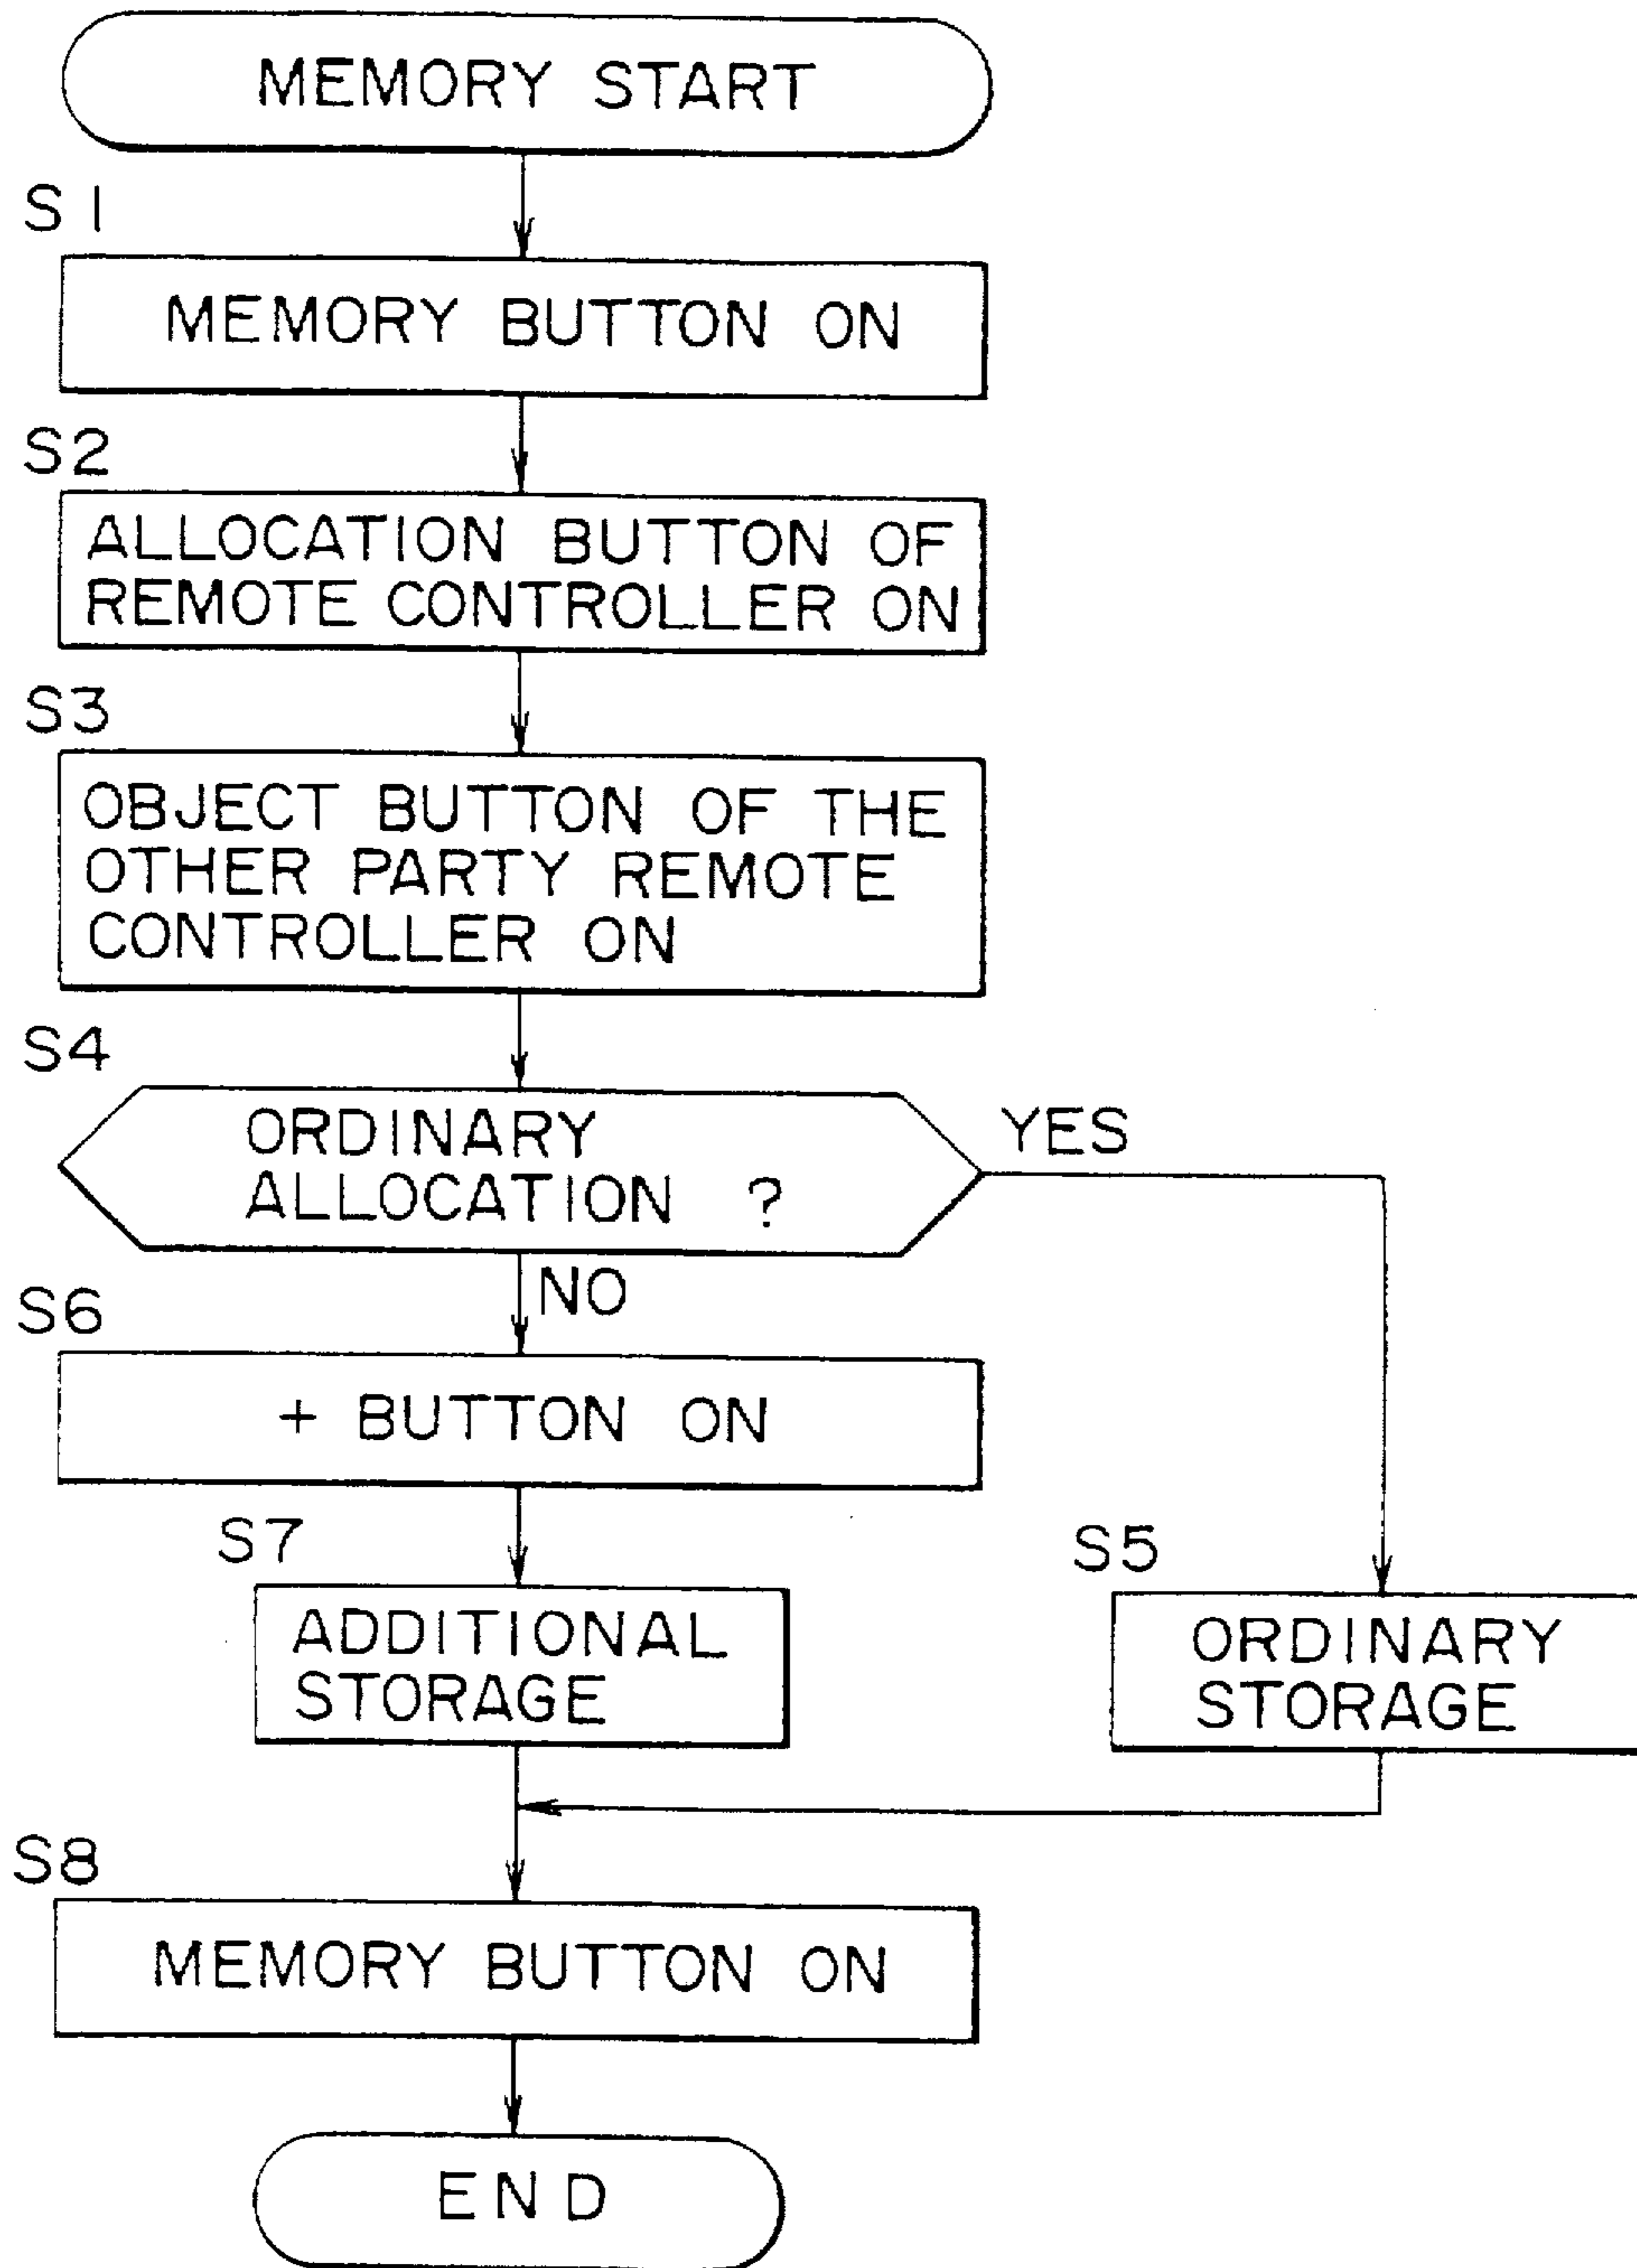 MEMORY START
S1
MEMORY BUTTON ON
S2
ALLOCATION BUTTON OF
REMOTE CONTROLLER ON
S3
OBJECT BUTTON OF THE
OTHER PARTY REMOTE
CONTROLLER ON
S4
ORDINARY
ALLOCATION ?
YES
NO
S6
+ BUTTON ON
S7
ADDITIONAL
STORAGE
S5
ORDINARY
STORAGE
S8
MEMORY BUTTON ON
END